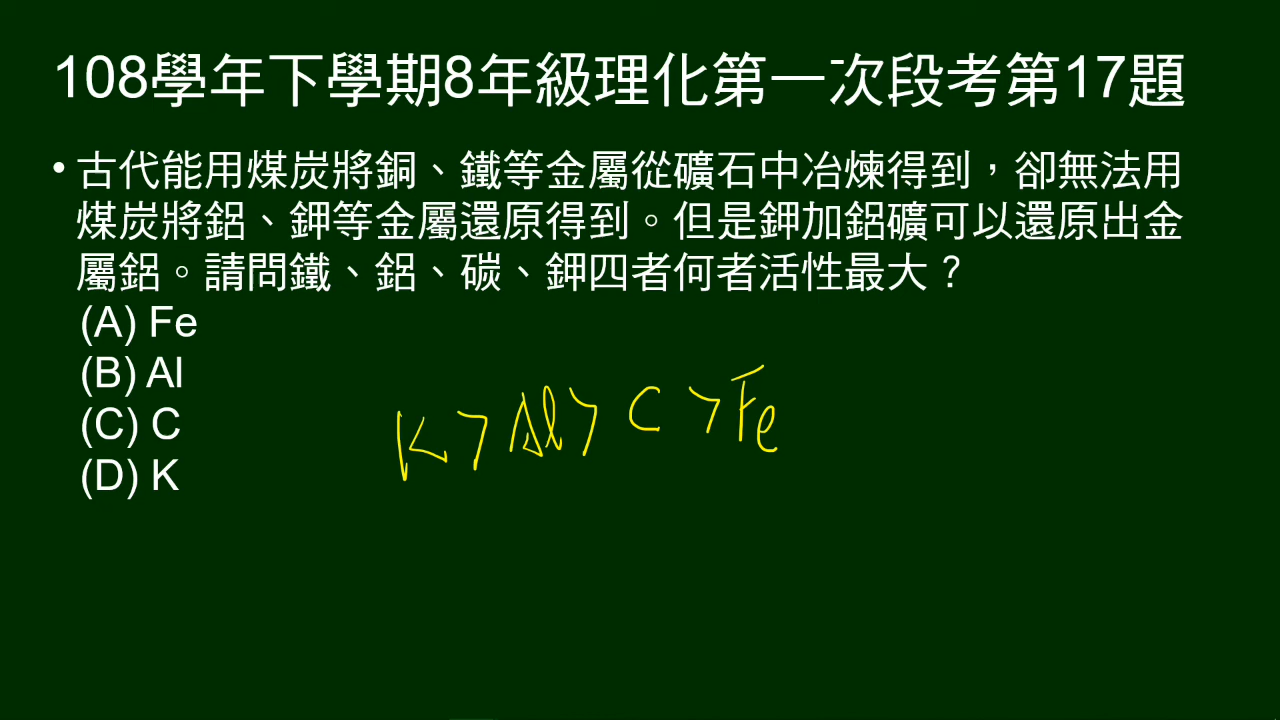 108學年下學期8年級理化第一次段考第17題
• 古代能用煤炭將銅、鐵等金屬從礦石中冶煉得到，卻無法用
煤炭將鋁、鉀等金屬還原得到。但是鉀加鋁礦可以還原出金
屬鋁。請問鐵、鋁、碳、鉀四者何者活性最大？
(A) Fe
(B) Al
(C) C
(D) K
K > Al > C > Fe